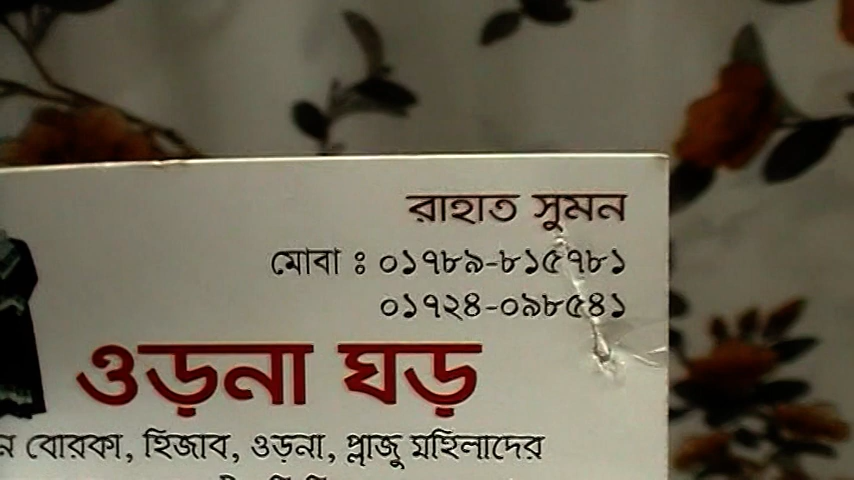 রাহাত সুমন
মোবা ঃ ০১৭৮৯-৮১৫৭৮১
০১৭২৪-০৯৮৫৪১
ওড়না ঘড়
বোরকা, হিজাব, ওড়না, প্লাজু মহিলাদের